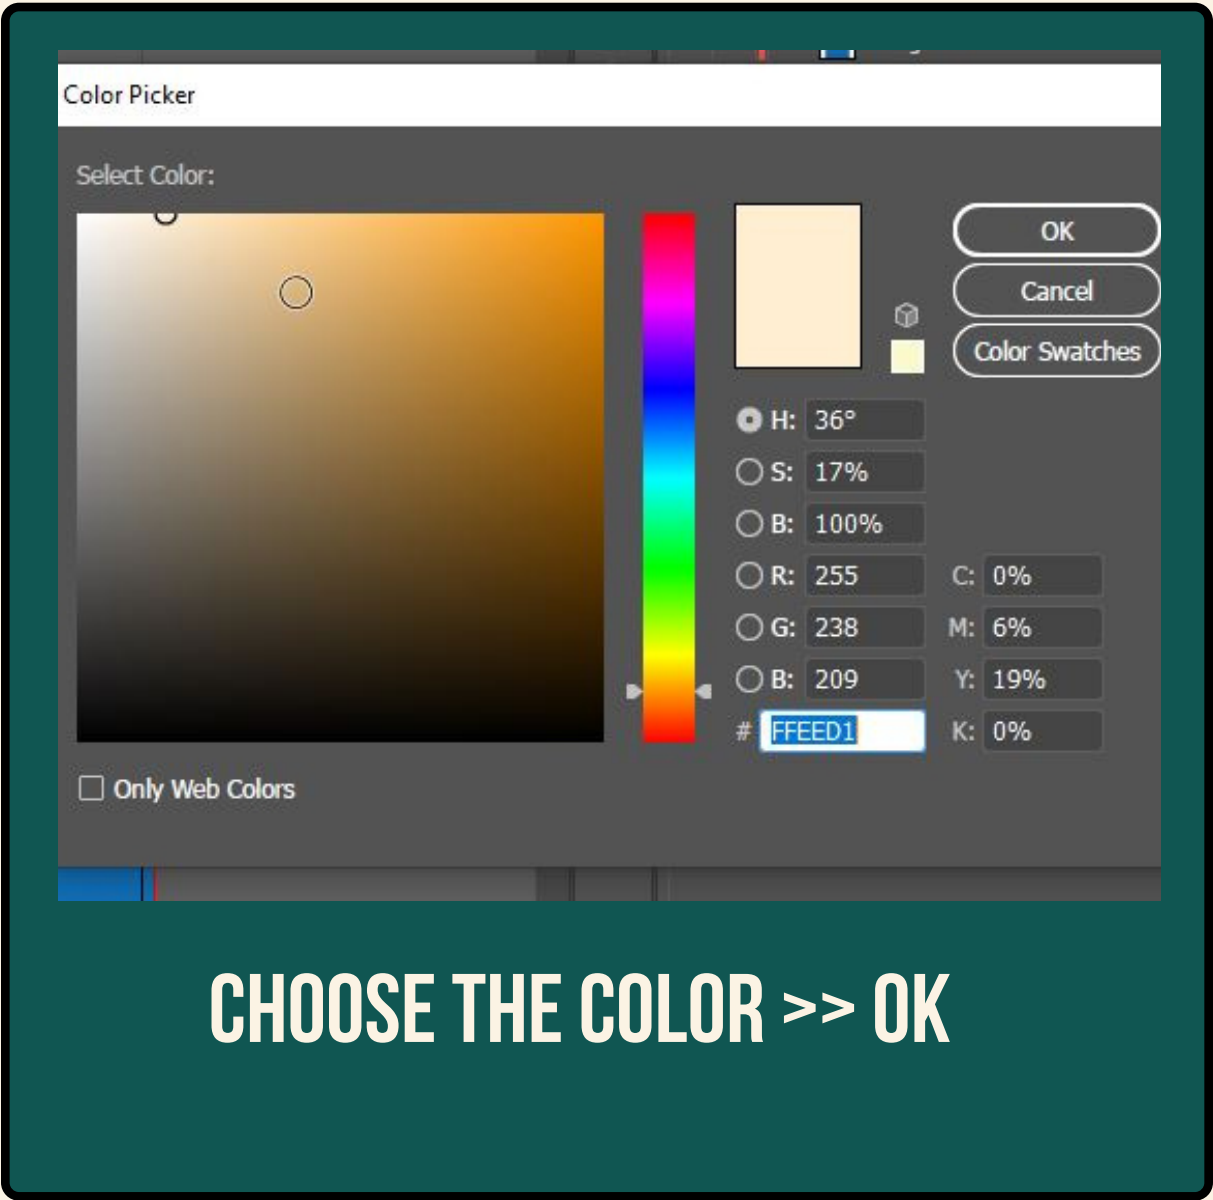 Color Picker
Select Color:
OK
Cancel
Color Swatches
H: 36°
S: 17%
B: 100%
R: 255 C: 0%
G: 238 M: 6%
B: 209 Y: 19%
# FFEED1 K: 0%
Only Web Colors
CHOOSE THE COLOR >> OK